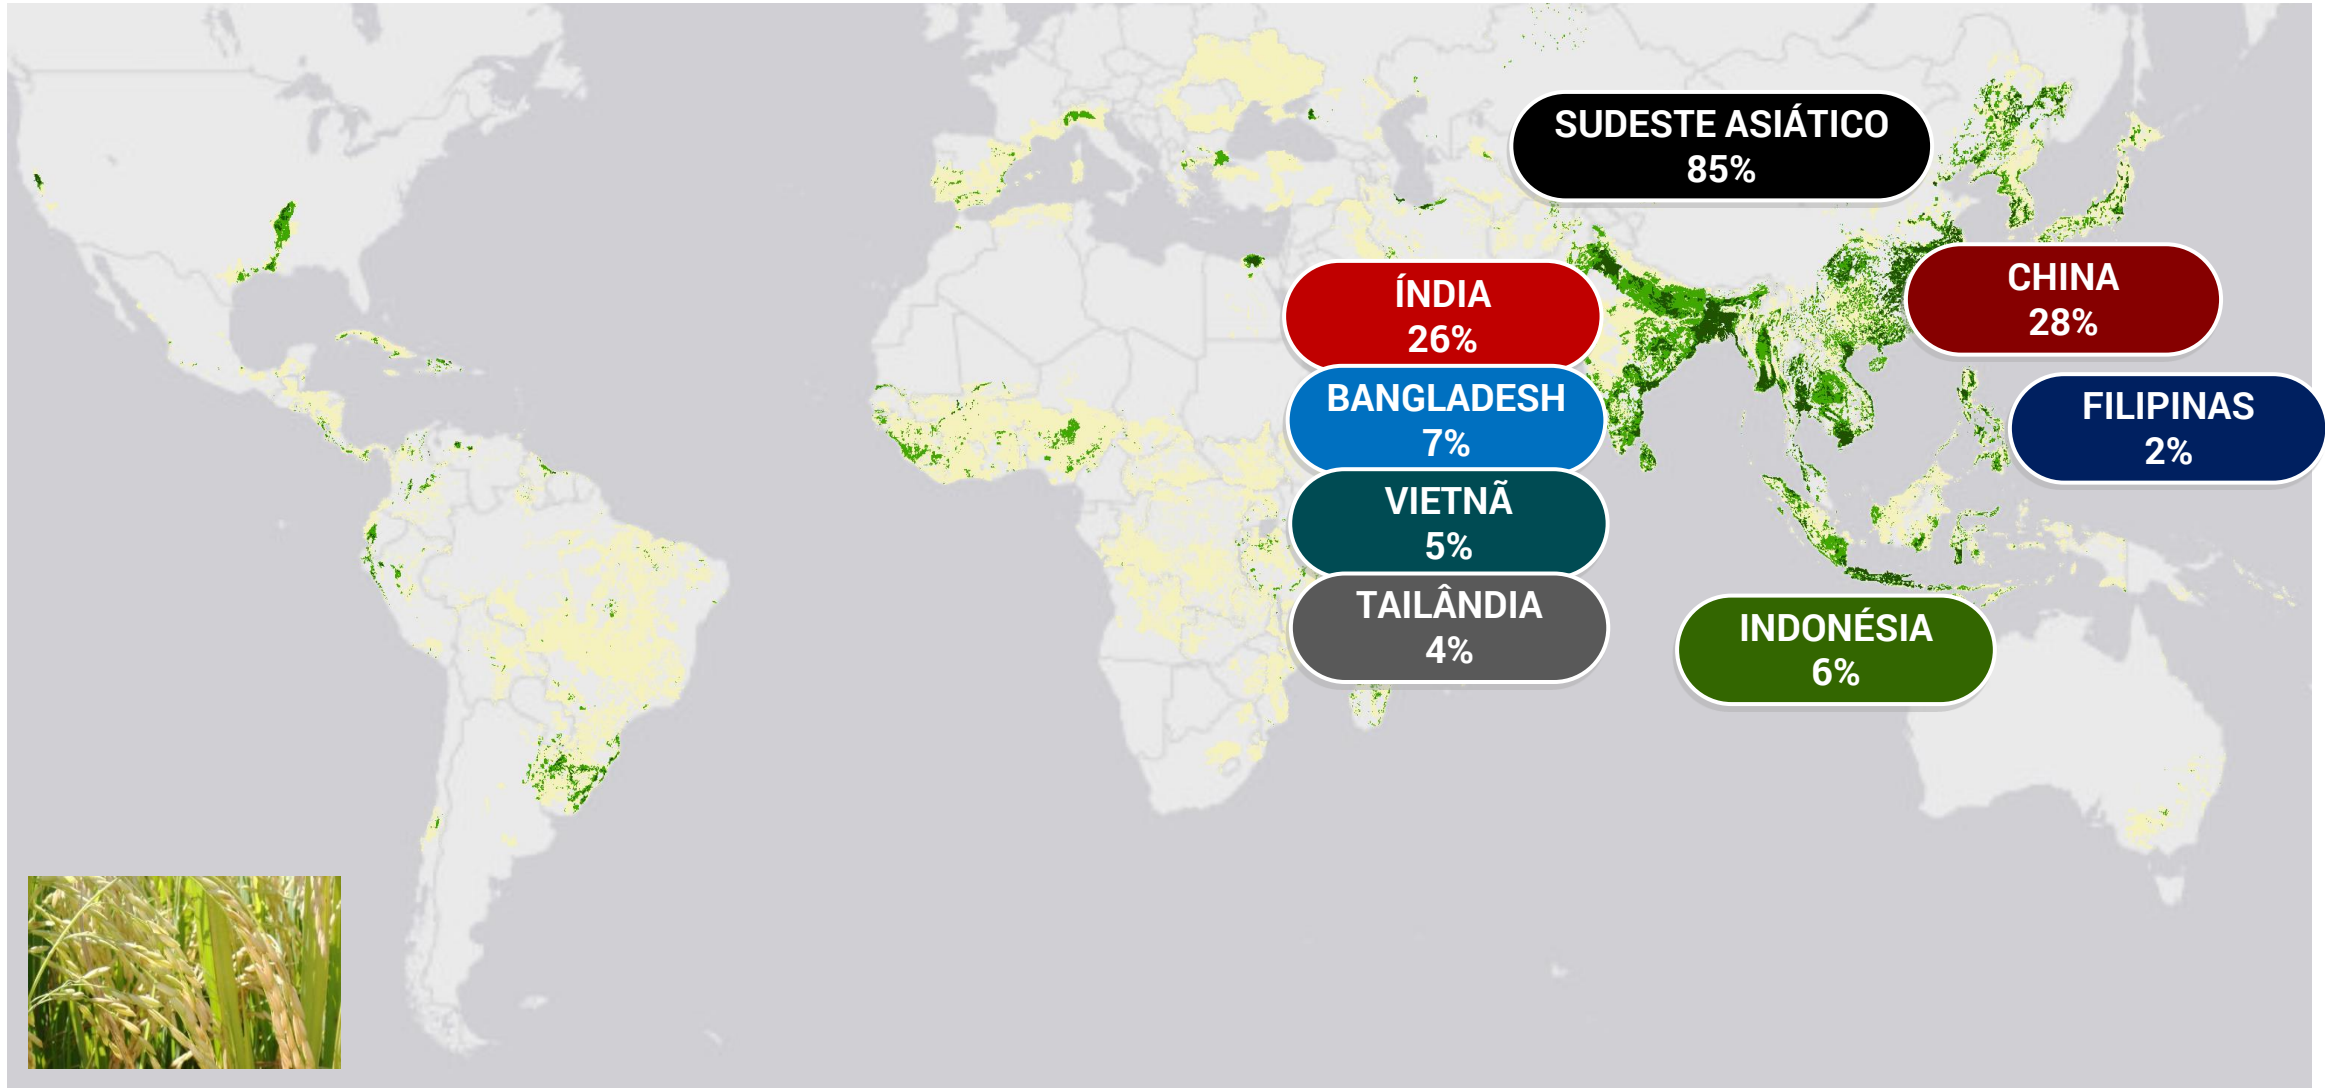 SUDESTE ASIÁTICO
85%
ÍNDIA
26%
CHINA
28%
BANGLADESH
7%
FILIPINAS
2%
VIETNÃ
5%
TAILÂNDIA
4%
INDONÉSIA
6%